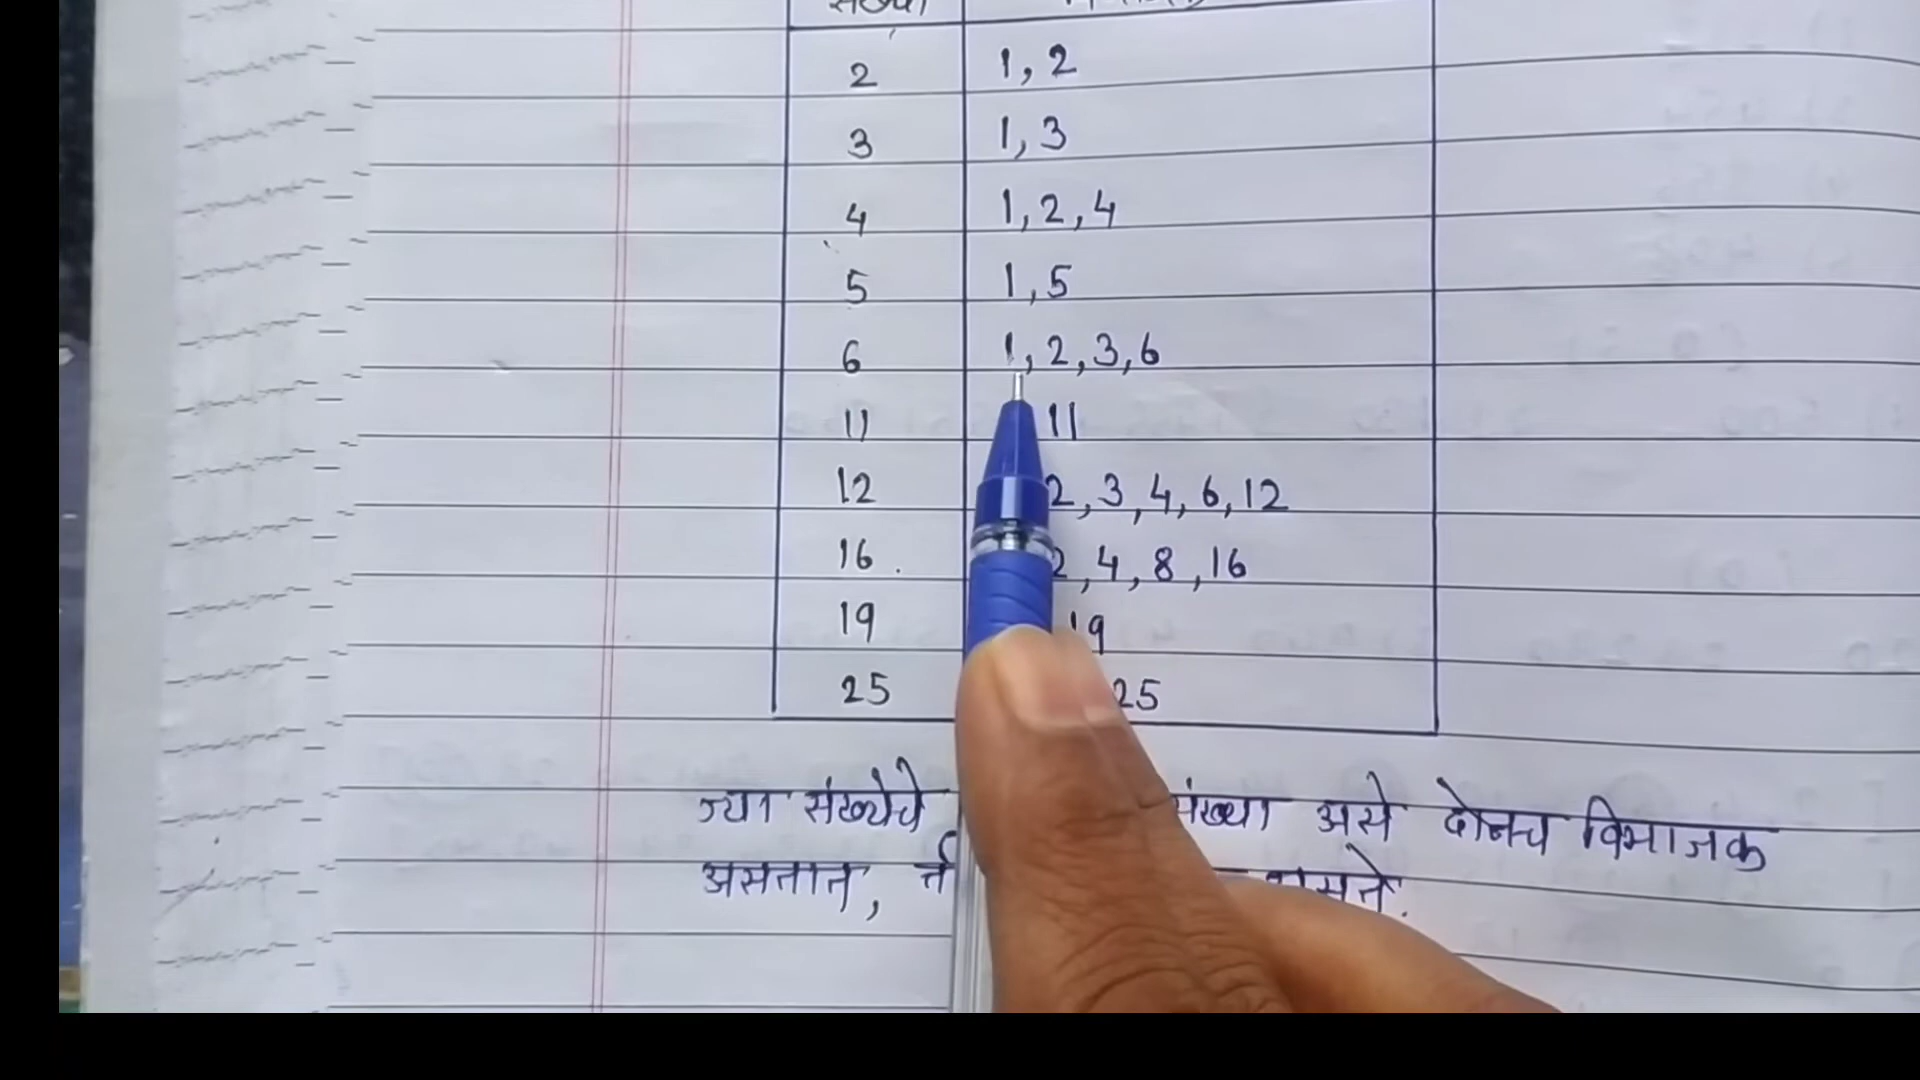 संख्या
2 1, 2
3 1, 3
4 1, 2, 4
5 1, 5
6 1, 2, 3, 6
11 11
12 2, 3, 4, 6, 12
16 2, 4, 8, 16
19 19
25 25
ज्या संख्येचे संख्या असे दोनच विभाजक
असतात,